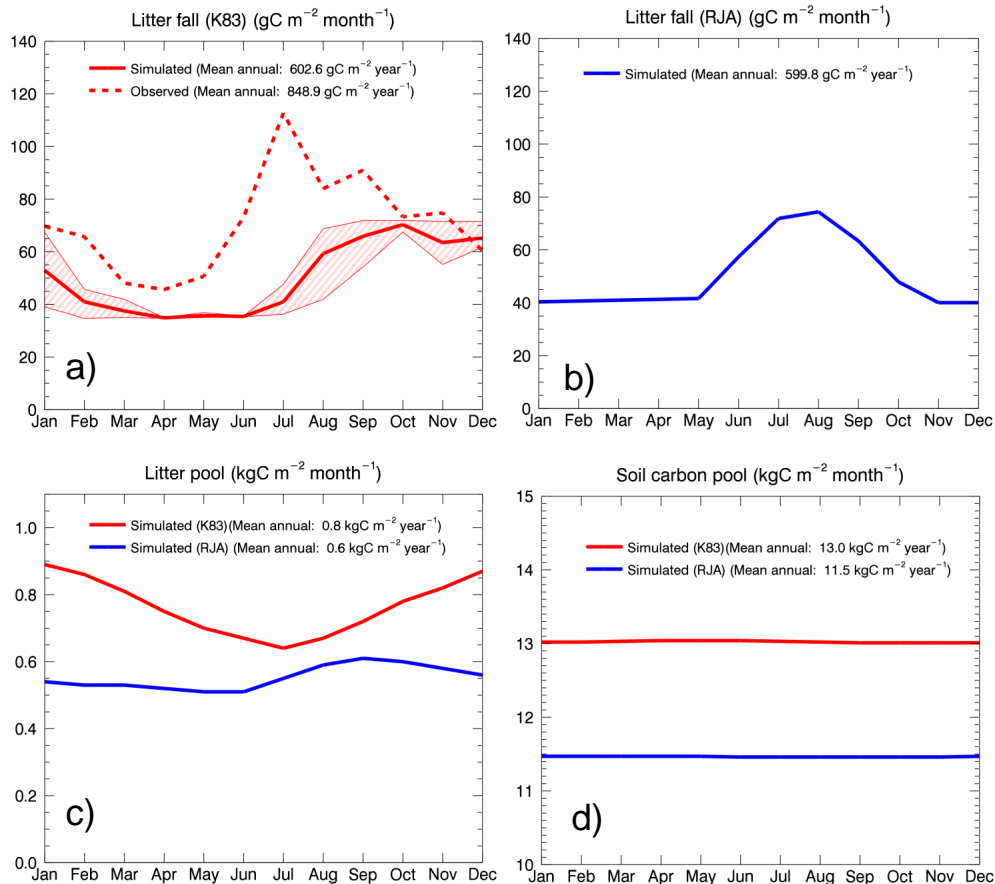 Litter fall (K83) (gC m⁻² month⁻¹)
140
120
100
80
60
40
20
0
Simulated (Mean annual: 602.6 gC m⁻² year⁻¹)
Observed (Mean annual: 848.9 gC m⁻² year⁻¹)
a)
Jan Feb Mar Apr May Jun Jul Aug Sep Oct Nov Dec
Litter fall (RJA) (gC m⁻² month⁻¹)
140
120
100
80
60
40
20
0
Simulated (Mean annual: 599.8 gC m⁻² year⁻¹)
b)
Jan Feb Mar Apr May Jun Jul Aug Sep Oct Nov Dec
Litter pool (kgC m⁻² month⁻¹)
1.0
0.8
0.6
0.5
0.2
0.0
Simulated (K83)(Mean annual: 0.8 kgC m⁻² year⁻¹)
Simulated (RJA) (Mean annual: 0.6 kgC m⁻² year⁻¹)
c)
Jan Feb Mar Apr May Jun Jul Aug Sep Oct Nov Dec
Soil carbon pool (kgC m⁻² month⁻¹)
15
14
13
12
11
10
Simulated (K83)(Mean annual: 13.0 kgC m⁻² year⁻¹)
Simulated (RJA) (Mean annual: 11.5 kgC m⁻² year⁻¹)
d)
Jan Feb Mar Apr May Jun Jul Aug Sep Oct Nov Dec